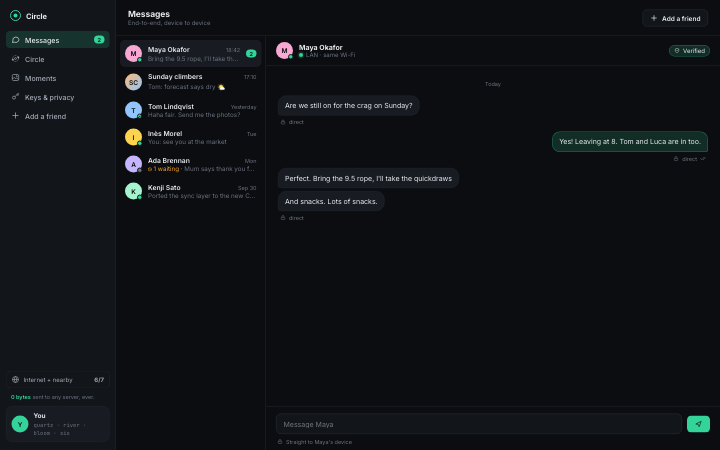 Circle
Messages
2
Circle
Moments
Keys & privacy
Add a friend
Internet + nearby
6/7
0 bytes sent to any server, ever.
Y
You
quartz · river ·
bloom · six
Messages
End-to-end, device to device
Add a friend
M
Maya Okafor
18:42
Bring the 9.5 rope, I'll take th…
2
SC
Sunday climbers
17:10
Tom: forecast says dry
T
Tom Lindqvist
Yesterday
Haha fair. Send me the photos?
I
Inès Morel
Tue
You: see you at the market
A
Ada Brennan
Mon
1 waiting · Mum says thank you f…
K
Kenji Sato
Sep 30
Ported the sync layer to the new C…
M
Maya Okafor
LAN · same Wi-Fi
Verified
Today
Are we still on for the crag on Sunday?
direct
Yes! Leaving at 8. Tom and Luca are in too.
direct
Perfect. Bring the 9.5 rope, I'll take the quickdraws
And snacks. Lots of snacks.
direct
Message Maya
Straight to Maya's device